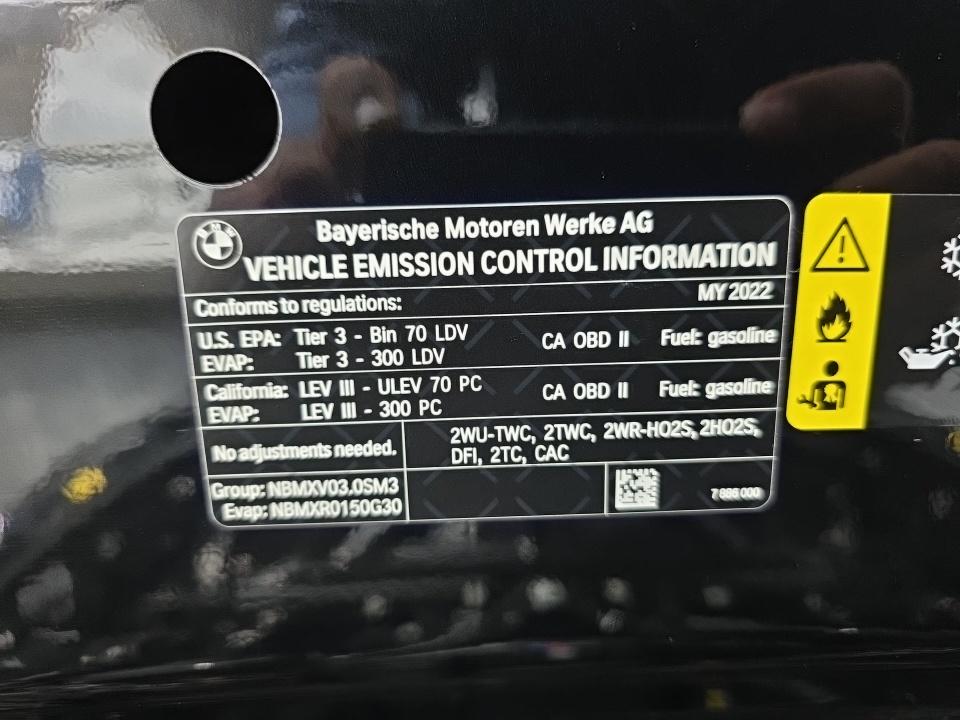 BMW
Bayerische Motoren Werke AG
VEHICLE EMISSION CONTROL INFORMATION
Conforms to regulations: MY 2022
U.S. EPA: Tier 3 - Bin 70 LDV CA OBD II Fuel: gasoline
EVAP: Tier 3 - 300 LDV
California: LEV III - ULEV 70 PC CA OBD II Fuel: gasoline
EVAP: LEV III - 300 PC
No adjustments needed.
2WU-TWC, 2TWC, 2WR-HO2S, 2HO2S,
DFI, 2TC, CAC
Group: NBMXV03.0SM3
Evap: NBMXR0150G30
7 886 000